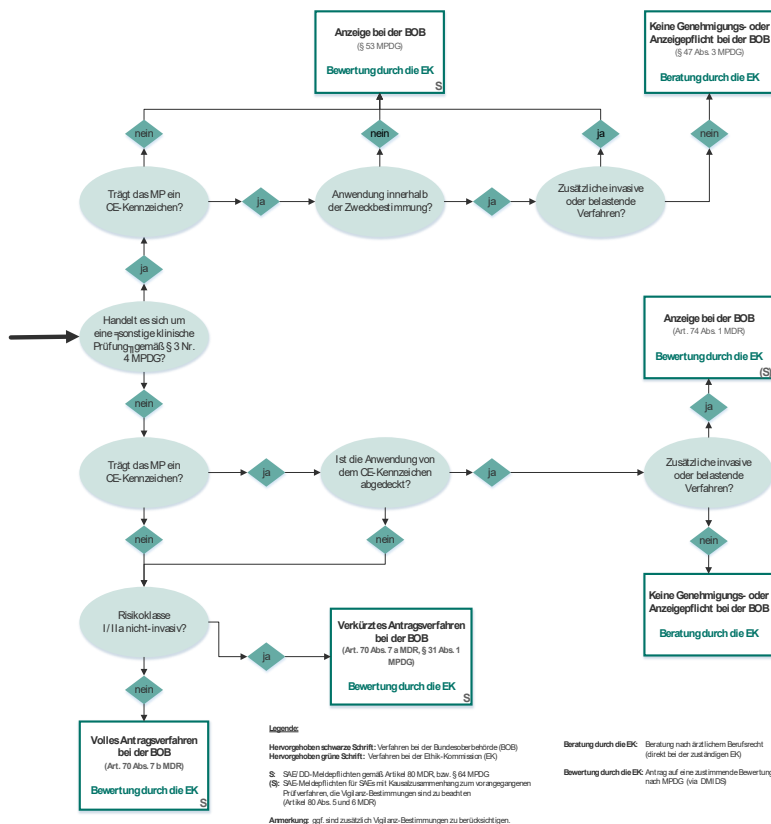 Anzeige bei der BOB
(§ 53 MPDG)
Bewertung durch die EK
S
Keine Genehmigungs- oder
Anzeigepflicht bei der BOB
(§ 47 Abs. 3 MPDG)
Beratung durch die EK
nein
nein
ja
nein
Trägt das MP ein
CE-Kennzeichen?
ja
Anwendung innerhalb
der Zweckbestimmung?
ja
Zusätzliche invasive
oder belastende
Verfahren?
ja
Handelt es sich um
eine „sonstige klinische
Prüfung“ gemäß § 3 Nr.
4 MPDG?
Anzeige bei der BOB
(Art. 74 Abs. 1 MDR)
Bewertung durch die EK
(S)
nein
ja
Trägt das MP ein
CE-Kennzeichen?
ja
Ist die Anwendung von
dem CE-Kennzeichen
abgedeckt?
ja
Zusätzliche invasive
oder belastende
Verfahren?
nein
nein
nein
Risikoklasse
I / IIa nicht-invasiv?
ja
Verkürztes Antragsverfahren
bei der BOB
(Art. 70 Abs. 7 a MDR, § 31 Abs. 1
MPDG)
Bewertung durch die EK
S
Keine Genehmigungs- oder
Anzeigepflicht bei der BOB
Beratung durch die EK
nein
Volles Antragsverfahren
bei der BOB
(Art. 70 Abs. 7 b MDR)
Bewertung durch die EK
S
Legende:
Hervorgehoben schwarze Schrift: Verfahren bei der Bundesoberbehörde (BOB)
Hervorgehoben grüne Schrift: Verfahren bei der Ethik-Kommission (EK)
S: SAE/DD-Meldepflichten gemäß Artikel 80 MDR, bzw. § 64 MPDG
(S): SAE-Meldepflichten für SAEs mit Kausalzusammenhang zum vorangegangenen
Prüfverfahren, die Vigilanz-Bestimmungen sind zu beachten
(Artikel 80 Abs. 5 und 6 MDR)
Anmerkung: ggf. sind zusätzlich Vigilanz-Bestimmungen zu berücksichtigen.
Beratung durch die EK: Beratung nach ärztlichem Berufsrecht
(direkt bei der zuständigen EK)
Bewertung durch die EK: Antrag auf eine zustimmende Bewertung
nach MPDG (via DMIDS)